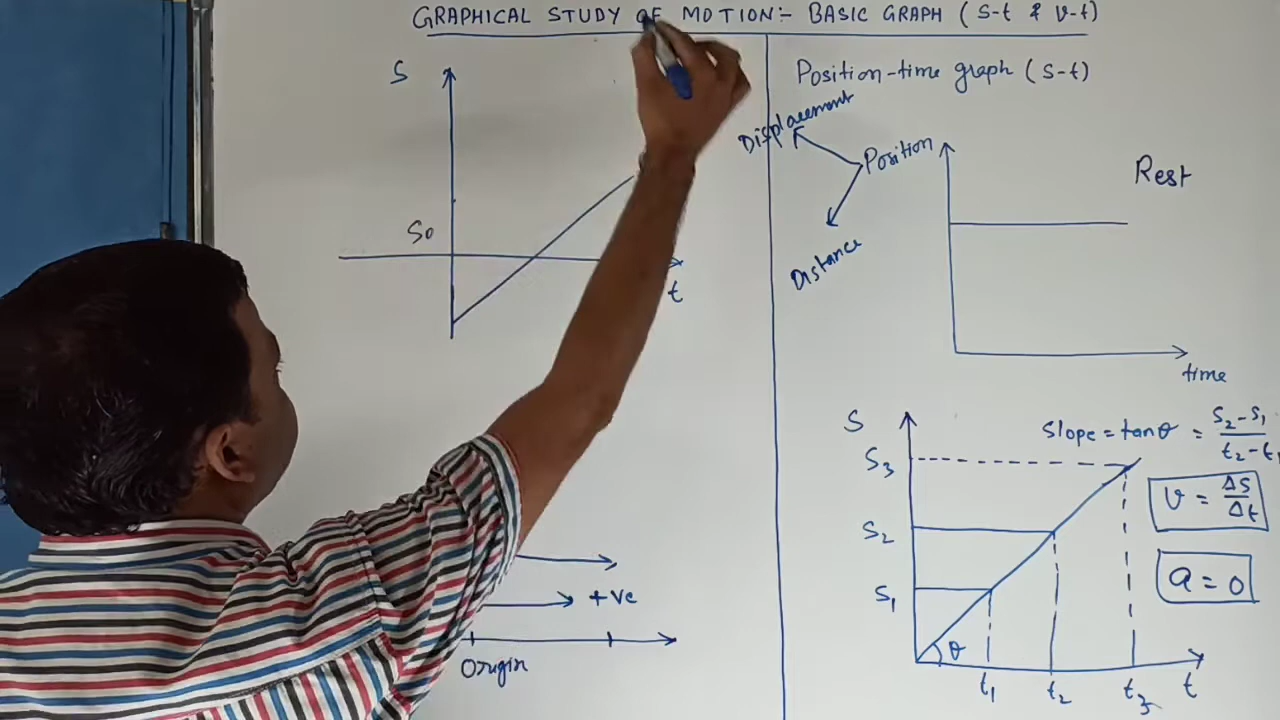 GRAPHICAL STUDY OF MOTION:- BASIC GRAPH (S-t & v-t)
S
S0
t
+ve
Origin
Position-time graph (S-t)
Displacement
Position
Distance
Rest
time
S
S3
S2
S1
θ
t1
t2
t3
t
Slope = tanθ = S2-S1 / t2-t1
v = ΔS/Δt
a = 0